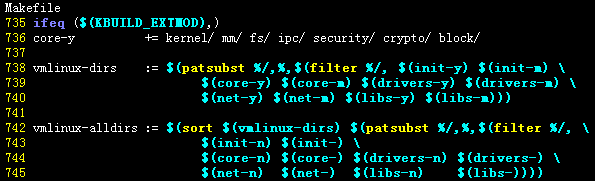 Makefile
735 ifeq ($(KBUILD_EXTMOD),)
736 core-y += kernel/ mm/ fs/ ipc/ security/ crypto/ block/
737
738 vmlinux-dirs := $(patsubst %/,%,$(filter %/, $(init-y) $(init-m) \
739 $(core-y) $(core-m) $(drivers-y) $(drivers-m) \
740 $(net-y) $(net-m) $(libs-y) $(libs-m)))
741
742 vmlinux-alldirs := $(sort $(vmlinux-dirs) $(patsubst %/,%,$(filter %/, \
743 $(init-n) $(init-) \
744 $(core-n) $(core-) $(drivers-n) $(drivers-) \
745 $(net-n) $(net-) $(libs-n) $(libs-))))